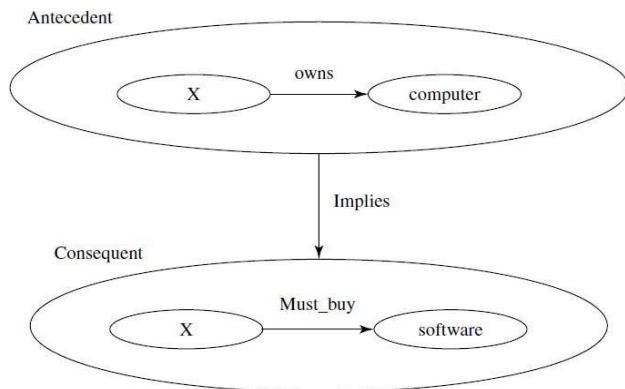 Antecedent
owns
X
computer
Implies
Consequent
Must_buy
X
software